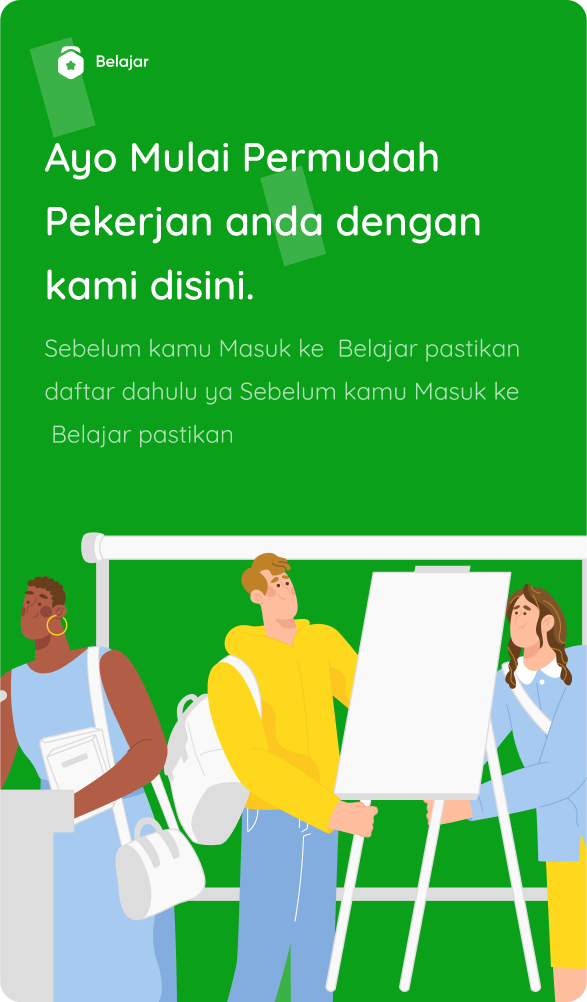 Belajar
Ayo Mulai Permudah
Pekerjan anda dengan
kami disini.
Sebelum kamu Masuk ke  Belajar pastikan
daftar dahulu ya Sebelum kamu Masuk ke
Belajar pastikan